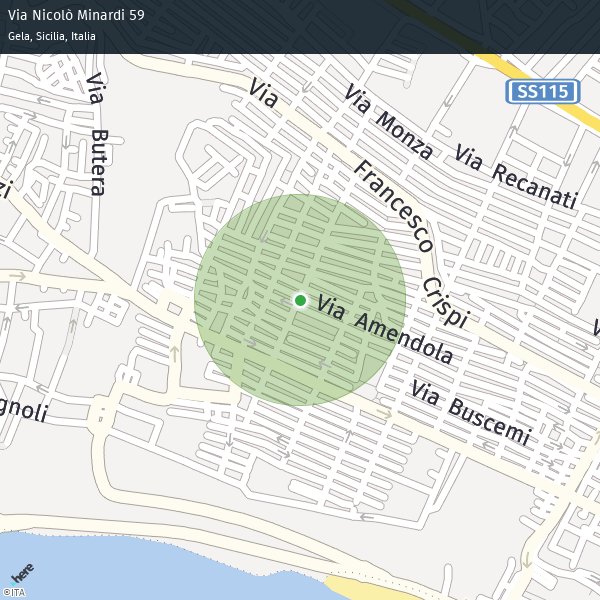 Via Nicolò Minardi 59
Gela, Sicilia, Italia
SS115
Via Butera
Via Francesco Crispi
Via Monza
Via Recanati
zi
Via Amendola
V
Via Buscemi
gnoli
here
©ITA